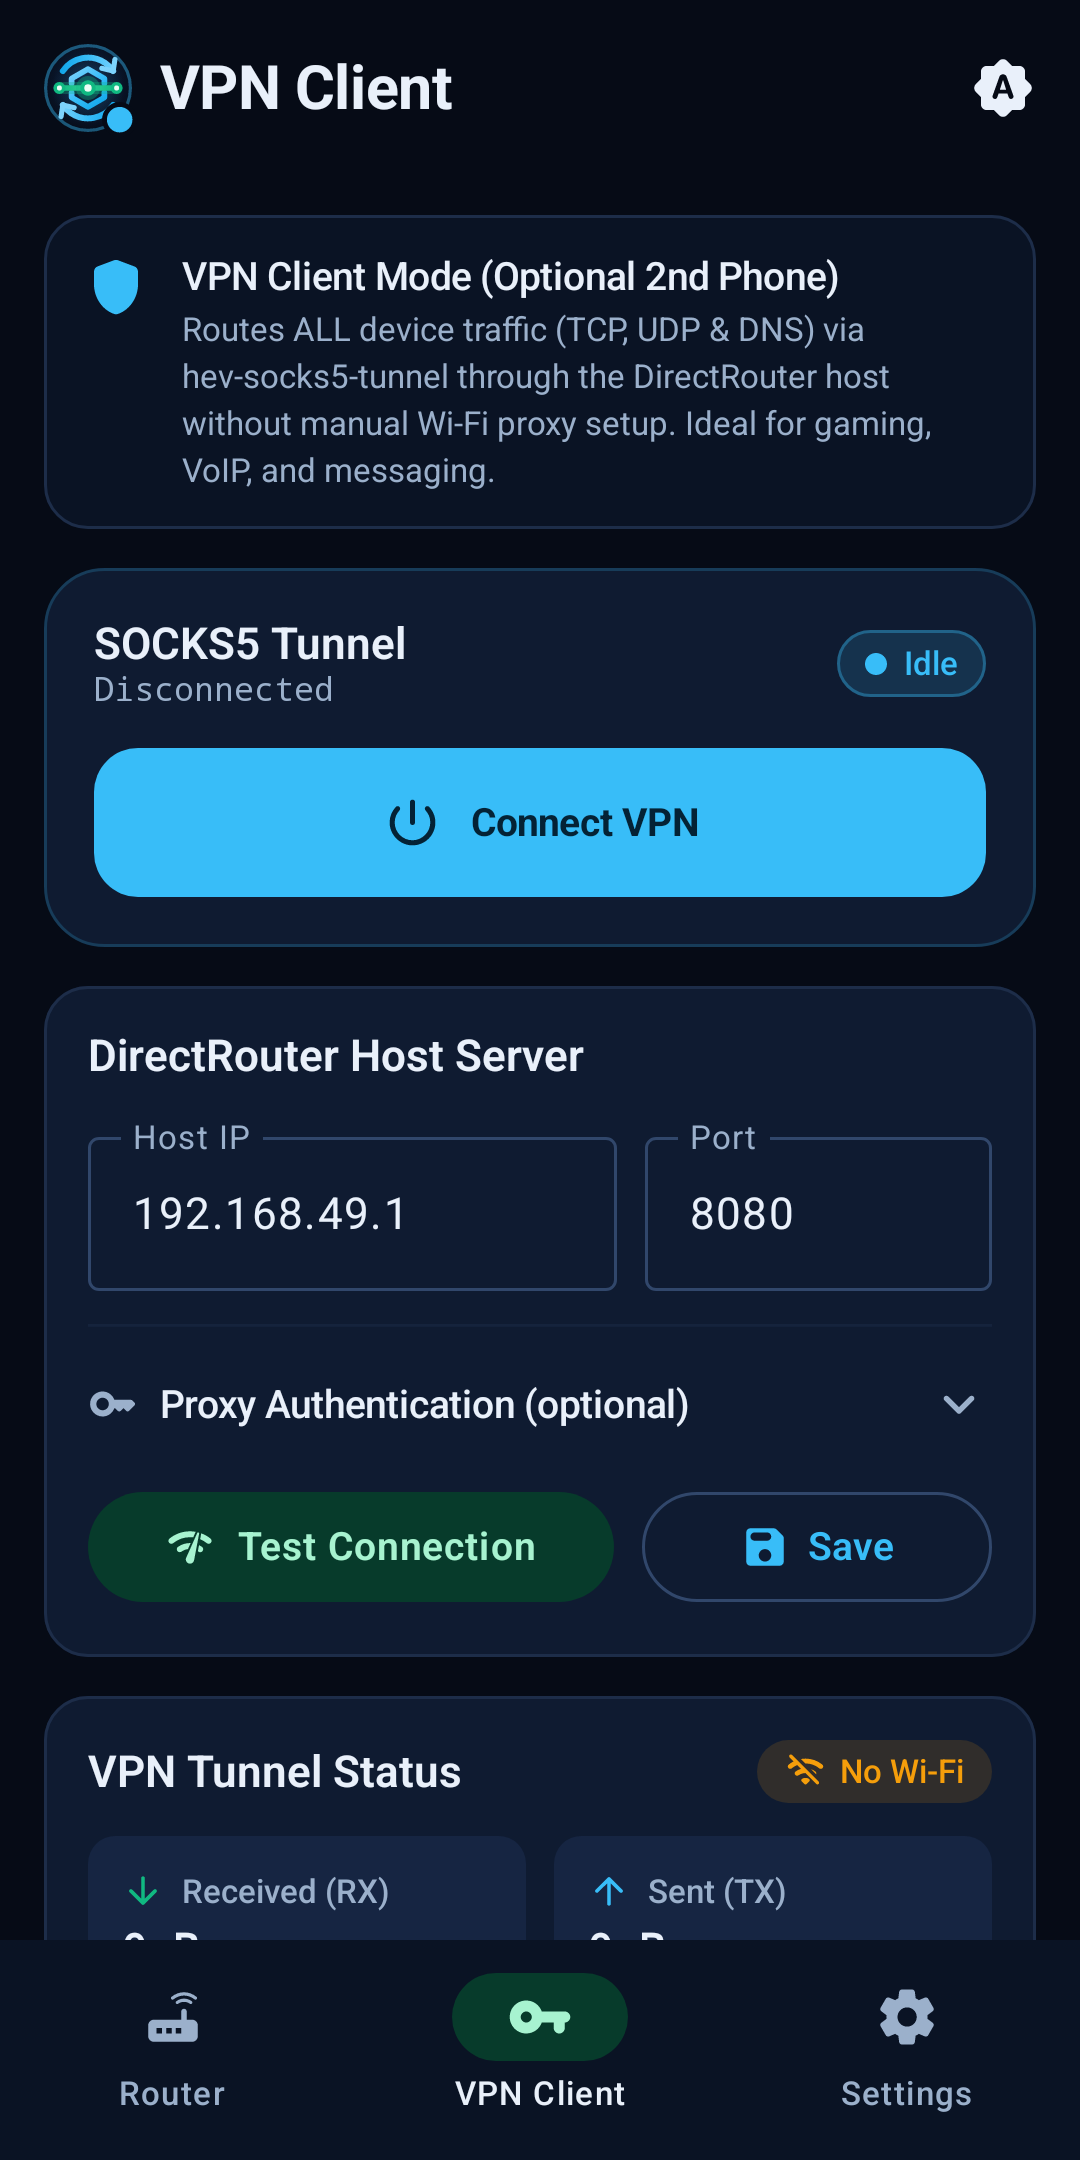 VPN Client
A
VPN Client Mode (Optional 2nd Phone)
Routes ALL device traffic (TCP, UDP & DNS) via
hev-socks5-tunnel through the DirectRouter host
without manual Wi-Fi proxy setup. Ideal for gaming,
VoIP, and messaging.
SOCKS5 Tunnel
Disconnected
Idle
Connect VPN
DirectRouter Host Server
Host IP
Port
192.168.49.1
8080
Proxy Authentication (optional)
Test Connection
Save
VPN Tunnel Status
No Wi-Fi
Received (RX)
Sent (TX)
Router
VPN Client
Settings